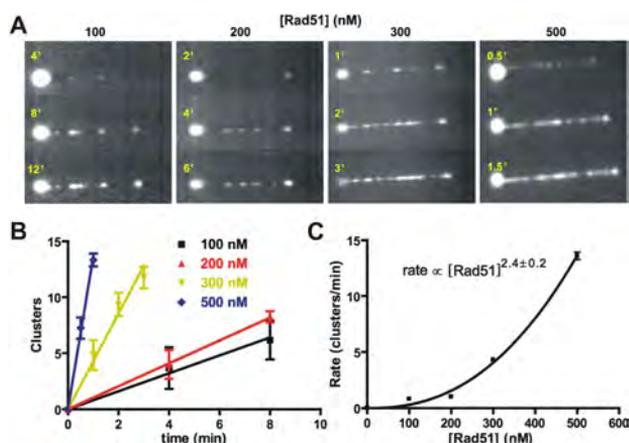 A
[Rad51] (nM)
100 200 300 500
4' 2' 1' 0.5'
8' 4' 2' 1'
12' 6' 3' 1.5'
B
15
10
5
0
Clusters
0 2 4 6 8 10
time (min)
100 nM
200 nM
300 nM
500 nM
C
15
10
5
0
Rate (clusters/min)
rate ∝ [Rad51]2.4±0.2
0 100 200 300 400 500 600
[Rad51] (nM)